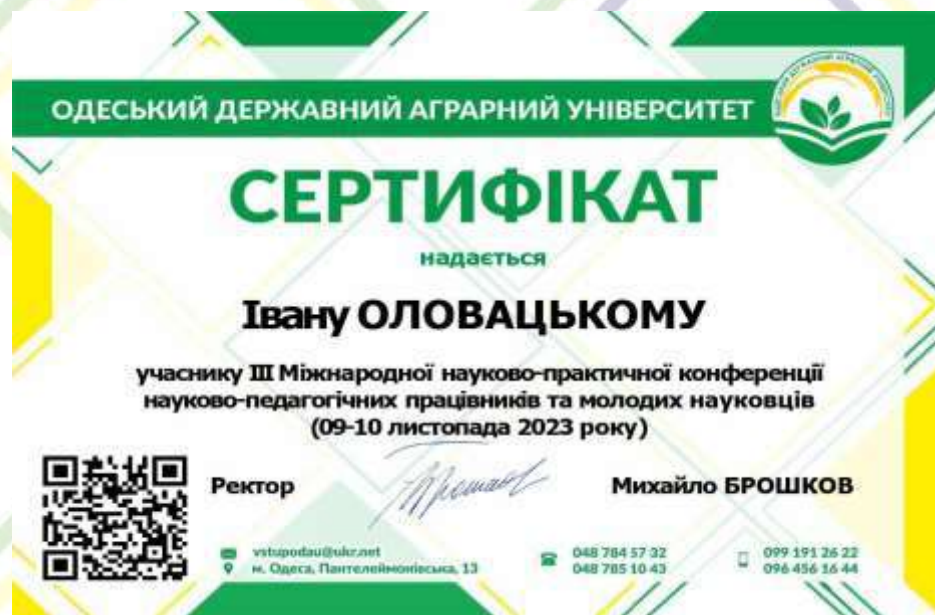 ОДЕСЬКИЙ ДЕРЖАВНИЙ АГРАРНИЙ УНІВЕРСИТЕТ
СЕРТИФІКАТ
надається
Івану ОЛОВАЦЬКОМУ
учаснику III Міжнародної науково-практичної конференції
науково-педагогічних працівників та молодих науковців
(09-10 листопада 2023 року)
Ректор
Михайло БРОШКОВ
vstupodau@ukr.net
м. Одеса, Пантелеймонівська, 13
048 784 57 32
048 785 10 43
099 191 26 22
096 456 16 44